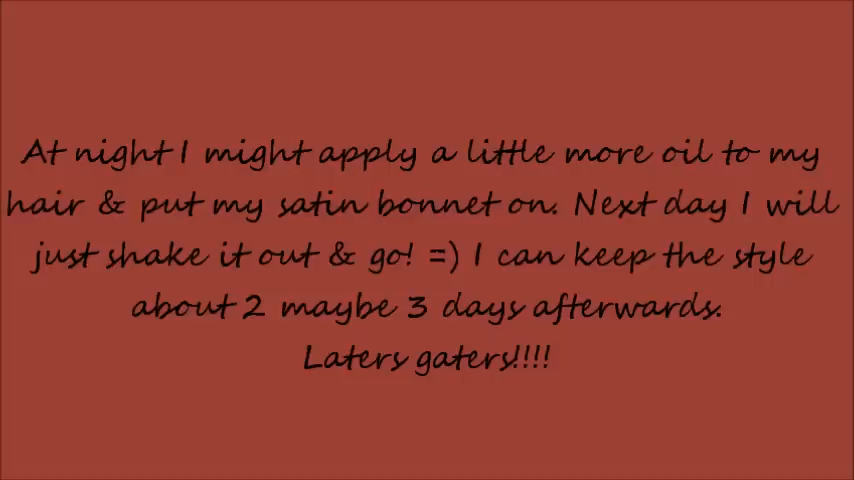 At night I might apply a little more oil to my
hair & put my satin bonnet on. Next day I will
just shake it out & go! =) I can keep the style
about 2 maybe 3 days afterwards.
Laters gaters!!!!